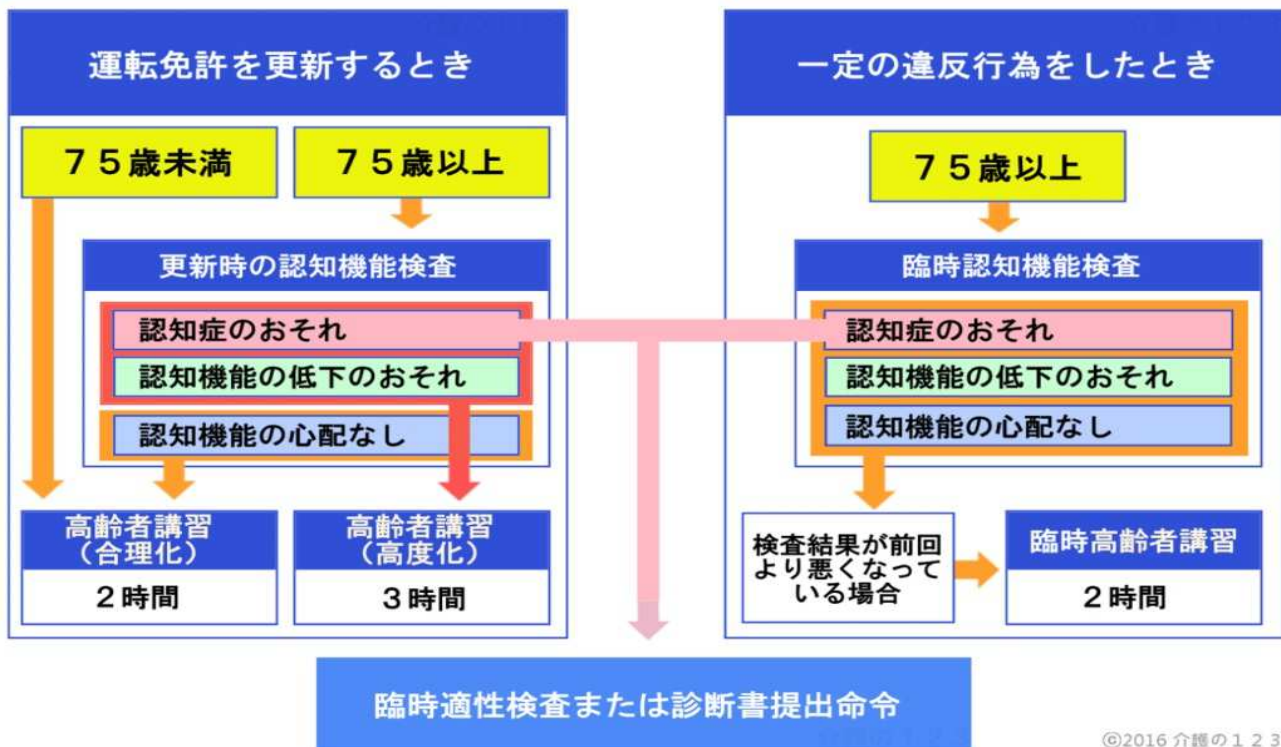 運転免許を更新するとき
７５歳未満
７５歳以上
更新時の認知機能検査
認知症のおそれ
認知機能の低下のおそれ
認知機能の心配なし
高齢者講習
（合理化）
２時間
高齢者講習
（高度化）
３時間
一定の違反行為をしたとき
７５歳以上
臨時認知機能検査
認知症のおそれ
認知機能の低下のおそれ
認知機能の心配なし
検査結果が前回
より悪くなって
いる場合
臨時高齢者講習
２時間
臨時適性検査または診断書提出命令
©2016 介護の１２３